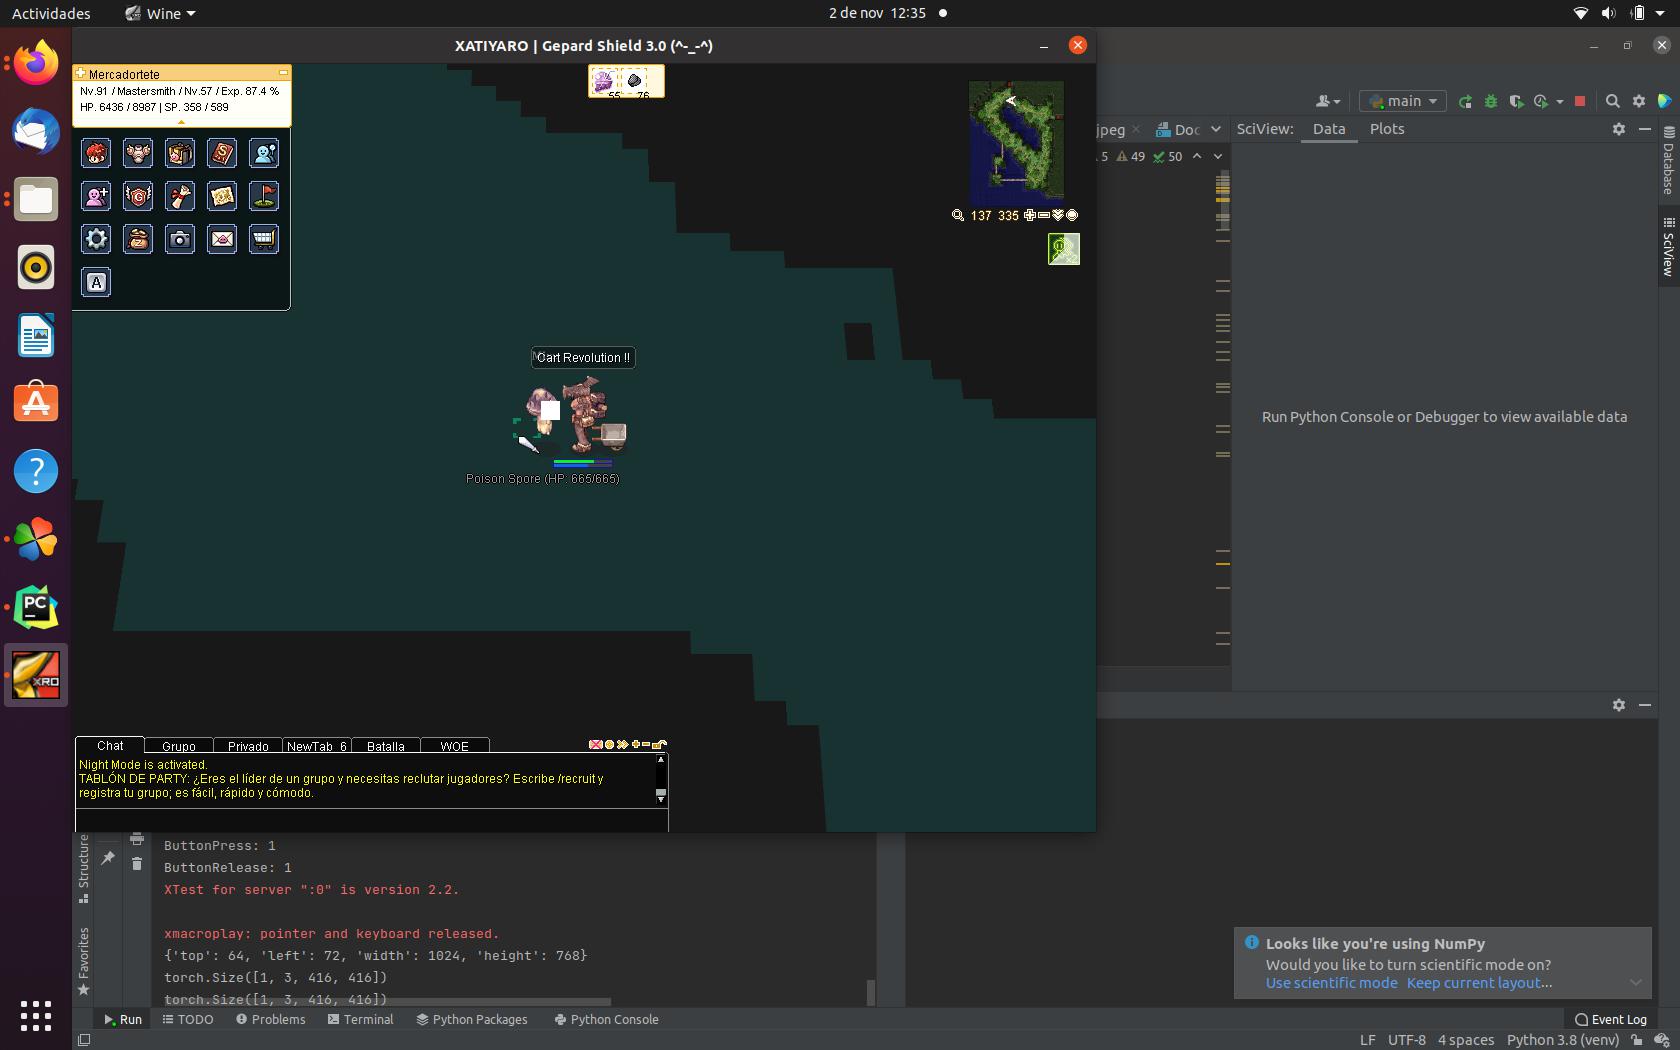 Actividades
Wine
2 de nov 12:35
XATIYARO | Gepard Shield 3.0 (^-_-^)
Mercadortete
Nv.91 / Mastersmith / Nv.57 / Exp. 87.4 %
HP. 6436 / 8987 | SP. 358 / 589
55 76
A
137 335
Cart Revolution !!
Poison Spore (HP: 665/665)
Chat
Grupo
Privado
NewTab_6
Batalla
WOE
Night Mode is activated.
TABLÓN DE PARTY: ¿Eres el líder de un grupo y necesitas reclutar jugadores? Escribe /recruit y
registra tu grupo; es fácil, rápido y cómodo.
main
jpeg
Doc
5 49 50
SciView:
Data
Plots
Database
SciView
Run Python Console or Debugger to view available data
PC
XRO
Structure
Favorites
ButtonPress: 1
ButtonRelease: 1
XTest for server ":0" is version 2.2.
xmacroplay: pointer and keyboard released.
{'top': 64, 'left': 72, 'width': 1024, 'height': 768}
torch.Size([1, 3, 416, 416])
torch.Size([1, 3, 416, 416])
Looks like you're using NumPy
Would you like to turn scientific mode on?
Use scientific mode Keep current layout...
Run
TODO
Problems
Terminal
Python Packages
Python Console
Event Log
LF UTF-8 4 spaces Python 3.8 (venv)